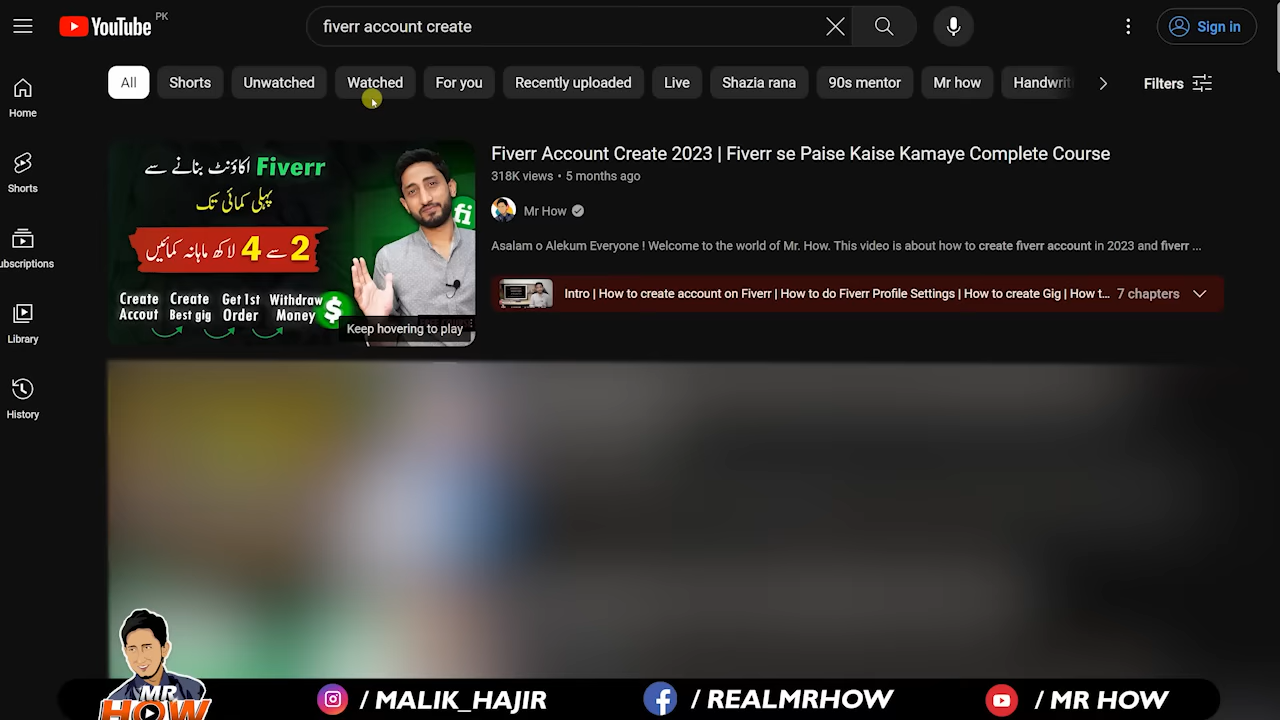 YouTube PK
fiverr account create
Sign in
All
Shorts
Unwatched
Watched
For you
Recently uploaded
Live
Shazia rana
90s mentor
Mr how
Handwrit
Filters
Home
Shorts
ubscriptions
Library
History
Fiverr اکاؤنٹ بنانے سے
پہلی کمائی تک
2 سے 4 لاکھ ماہانہ کمائیں
Create Accout
Create Best gig
Get 1st Order
Withdraw Money
$
fi
Keep hovering to play
Fiverr Account Create 2023 | Fiverr se Paise Kaise Kamaye Complete Course
318K views • 5 months ago
Mr How
Asalam o Alekum Everyone ! Welcome to the world of Mr. How. This video is about how to create fiverr account in 2023 and fiverr ...
Intro | How to create account on Fiverr | How to do Fiverr Profile Settings | How to create Gig | How t... 7 chapters
MR HOW
/ MALIK_HAJIR
/ REALMRHOW
/ MR HOW